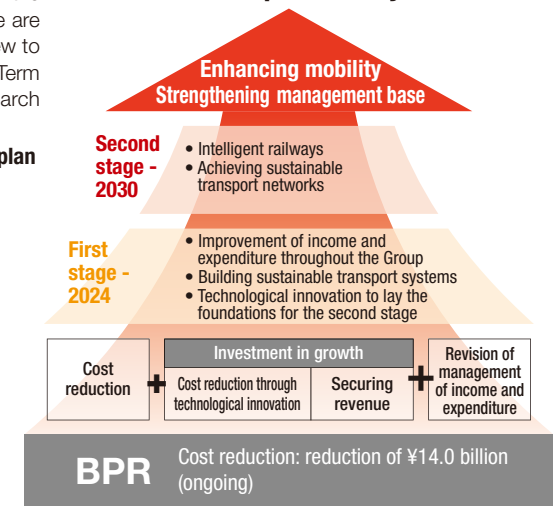 e are
ew to
Term
arch
plan
Enhancing mobility
Strengthening management base
Second
stage -
2030
• Intelligent railways
• Achieving sustainable
transport networks
First
stage -
2024
• Improvement of income and
expenditure throughout the Group
• Building sustainable transport systems
• Technological innovation to lay the
foundations for the second stage
Cost
reduction
+
Investment in growth
Cost reduction through
technological innovation
Securing
revenue
+
Revision of
management
of income and
expenditure
BPR
Cost reduction: reduction of ¥14.0 billion
(ongoing)